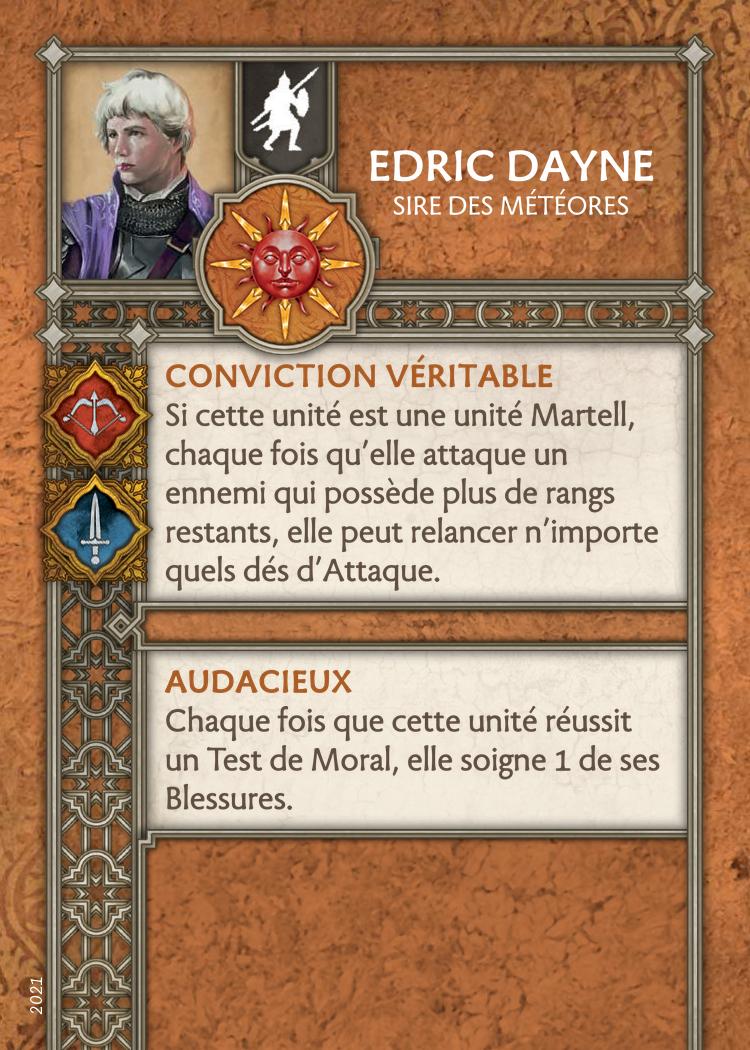 EDRIC DAYNE
SIRE DES MÉTÉORES
CONVICTION VÉRITABLE
Si cette unité est une unité Martell,
chaque fois qu’elle attaque un
ennemi qui possède plus de rangs
restants, elle peut relancer n’importe
quels dés d’Attaque.
AUDACIEUX
Chaque fois que cette unité réussit
un Test de Moral, elle soigne 1 de ses
Blessures.
2021